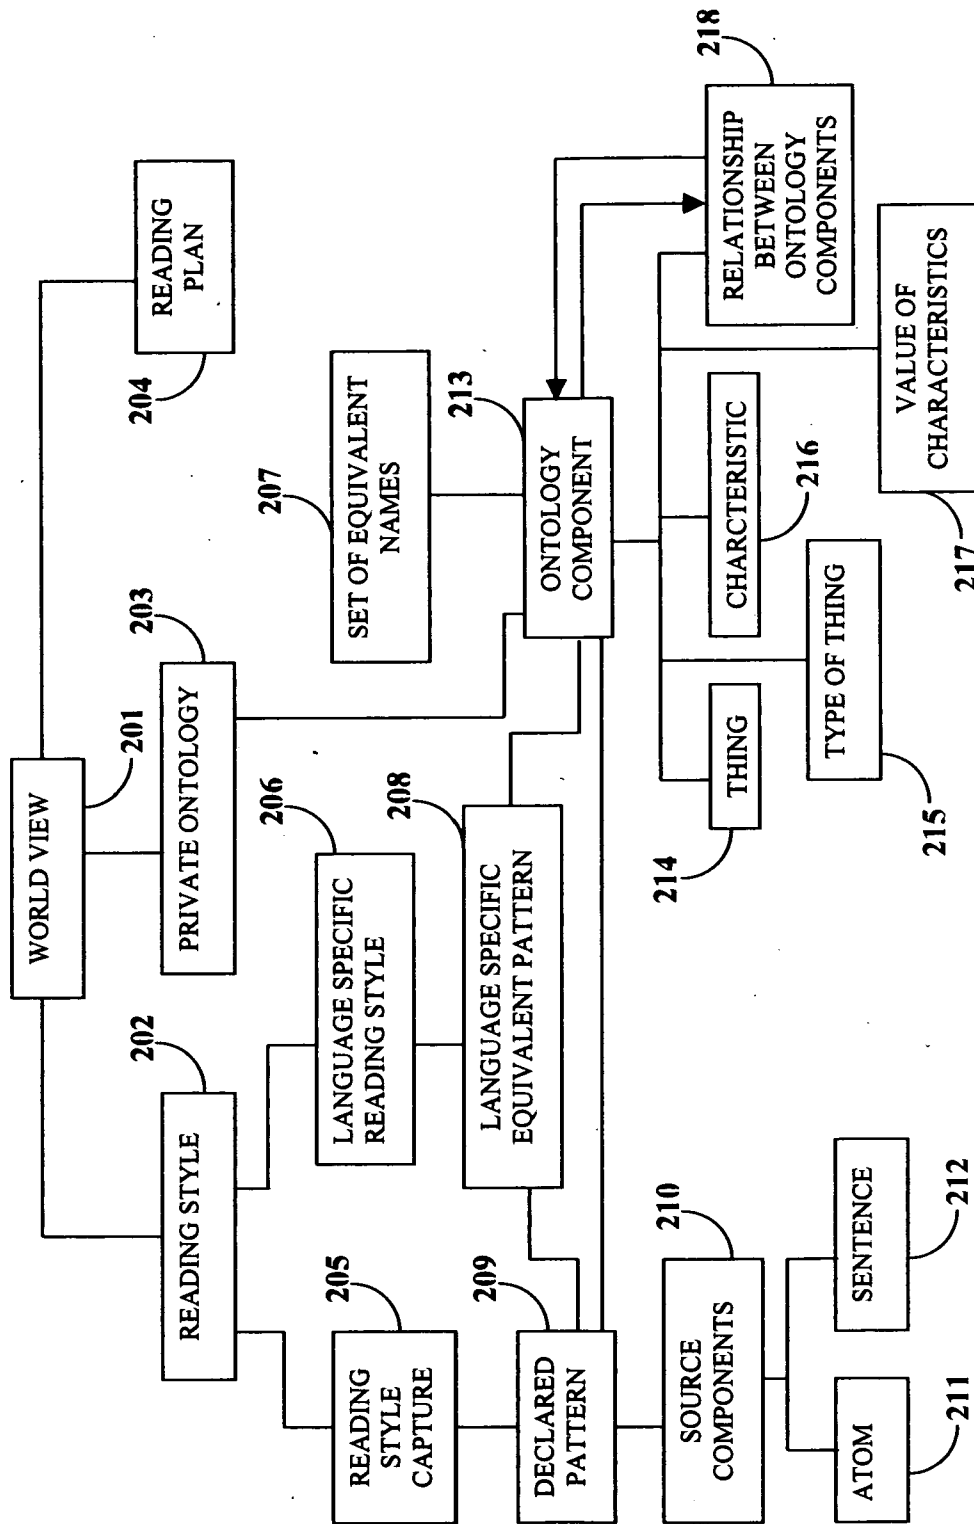 WORLD VIEW
201
READING STYLE
202
PRIVATE ONTOLOGY
203
READING
PLAN
204
READING
STYLE
CAPTURE
205
LANGUAGE SPECIFIC
READING STYLE
206
SET OF EQUIVALENT
NAMES
207
DECLARED
PATTERN
209
LANGUAGE SPECIFIC
EQUIVALENT PATTERN
208
ONTOLOGY
COMPONENT
213
SOURCE
COMPONENTS
210
ATOM
211
SENTENCE
212
THING
214
TYPE OF THING
215
CHARCTERISTIC
216
VALUE OF
CHARACTERISTICS
217
RELATIONSHIP
BETWEEN
ONTOLOGY
COMPONENTS
218